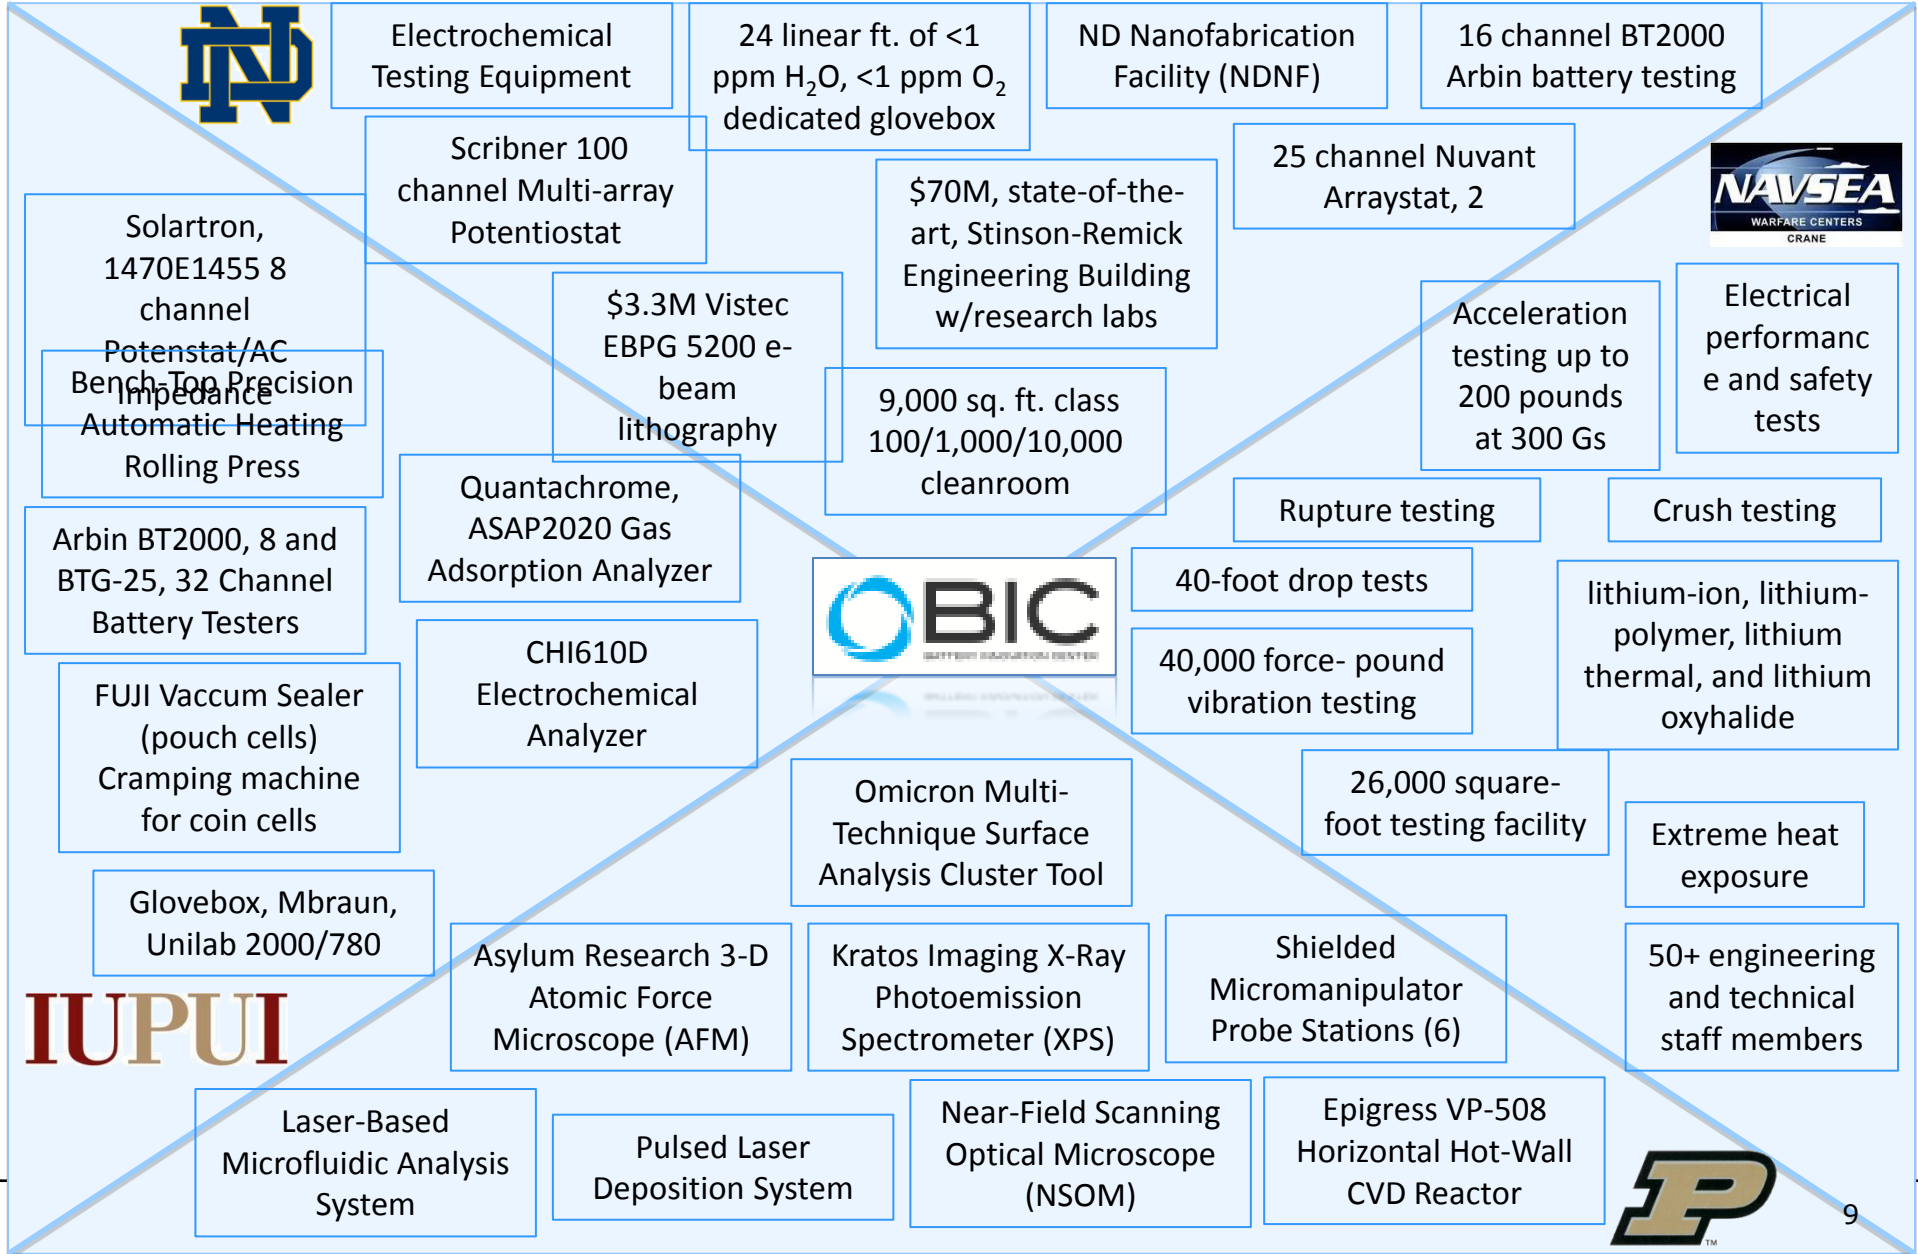 ND
Electrochemical
Testing Equipment
24 linear ft. of <1
ppm H₂O, <1 ppm O₂
dedicated glovebox
ND Nanofabrication
Facility (NDNF)
16 channel BT2000
Arbin battery testing
Scribner 100
channel Multi-array
Potentiostat
$70M, state-of-the-
art, Stinson-Remick
Engineering Building
w/research labs
25 channel Nuvant
Arraystat, 2
NAVSEA
WARFARE CENTERS
CRANE
Solartron,
1470E1455 8
channel
Potenstat/AC
Impedance
$3.3M Vistec
EBPG 5200 e-
beam
lithography
Acceleration
testing up to
200 pounds
at 300 Gs
Electrical
performanc
e and safety
tests
Bench-Top Precision
Automatic Heating
Rolling Press
9,000 sq. ft. class
100/1,000/10,000
cleanroom
Quantachrome,
ASAP2020 Gas
Adsorption Analyzer
Rupture testing
Crush testing
Arbin BT2000, 8 and
BTG-25, 32 Channel
Battery Testers
BIC
BATTERY INNOVATION CENTER
40-foot drop tests
lithium-ion, lithium-
polymer, lithium
thermal, and lithium
oxyhalide
CHI610D
Electrochemical
Analyzer
40,000 force- pound
vibration testing
FUJI Vaccum Sealer
(pouch cells)
Cramping machine
for coin cells
Omicron Multi-
Technique Surface
Analysis Cluster Tool
26,000 square-
foot testing facility
Extreme heat
exposure
Glovebox, Mbraun,
Unilab 2000/780
Asylum Research 3-D
Atomic Force
Microscope (AFM)
Kratos Imaging X-Ray
Photoemission
Spectrometer (XPS)
Shielded
Micromanipulator
Probe Stations (6)
50+ engineering
and technical
staff members
IUPUI
Laser-Based
Microfluidic Analysis
System
Pulsed Laser
Deposition System
Near-Field Scanning
Optical Microscope
(NSOM)
Epigress VP-508
Horizontal Hot-Wall
CVD Reactor
P
TM
9